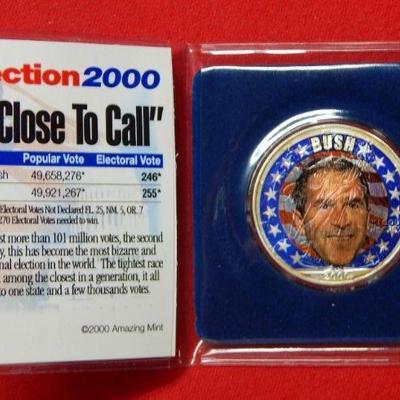 ection2000
Close To Call"
Popular Vote Electoral Vote
sh 49,658,276* 246*
49,921,267* 255*
Electoral Votes Not Declared FL. 25, NM. 5, OR. 7
270 Electoral Votes needed to win.
st more than 101 million votes, the second
y, this has become the most bizarre and
nal election in the world. The tightest race
among the closest in a generation, it all
to one state and a few thousands votes.
©2000 Amazing Mint
BUSH